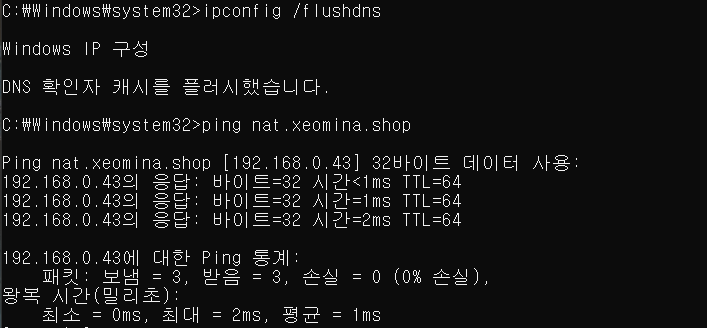 C:₩Windows₩system32>ipconfig /flushdns
Windows IP 구성
DNS 확인자 캐시를 플러시했습니다.
C:₩Windows₩system32>ping nat.xeomina.shop
Ping nat.xeomina.shop [192.168.0.43] 32바이트 데이터 사용:
192.168.0.43의 응답: 바이트=32 시간<1ms TTL=64
192.168.0.43의 응답: 바이트=32 시간=1ms TTL=64
192.168.0.43의 응답: 바이트=32 시간=2ms TTL=64
192.168.0.43에 대한 Ping 통계:
패킷: 보냄 = 3, 받음 = 3, 손실 = 0 (0% 손실),
왕복 시간(밀리초):
최소 = 0ms, 최대 = 2ms, 평균 = 1ms